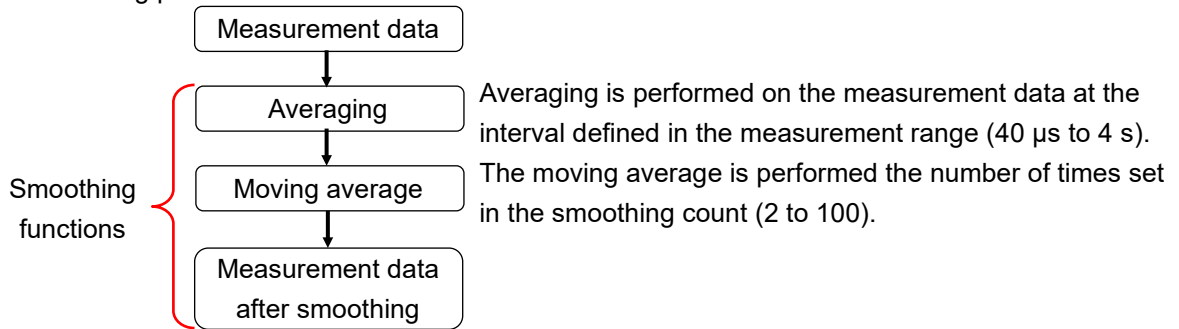 Measurement data
Averaging
Averaging is performed on the measurement data at the
interval defined in the measurement range (40 µs to 4 s).
Moving average
The moving average is performed the number of times set
in the smoothing count (2 to 100).
Smoothing
functions
Measurement data
after smoothing